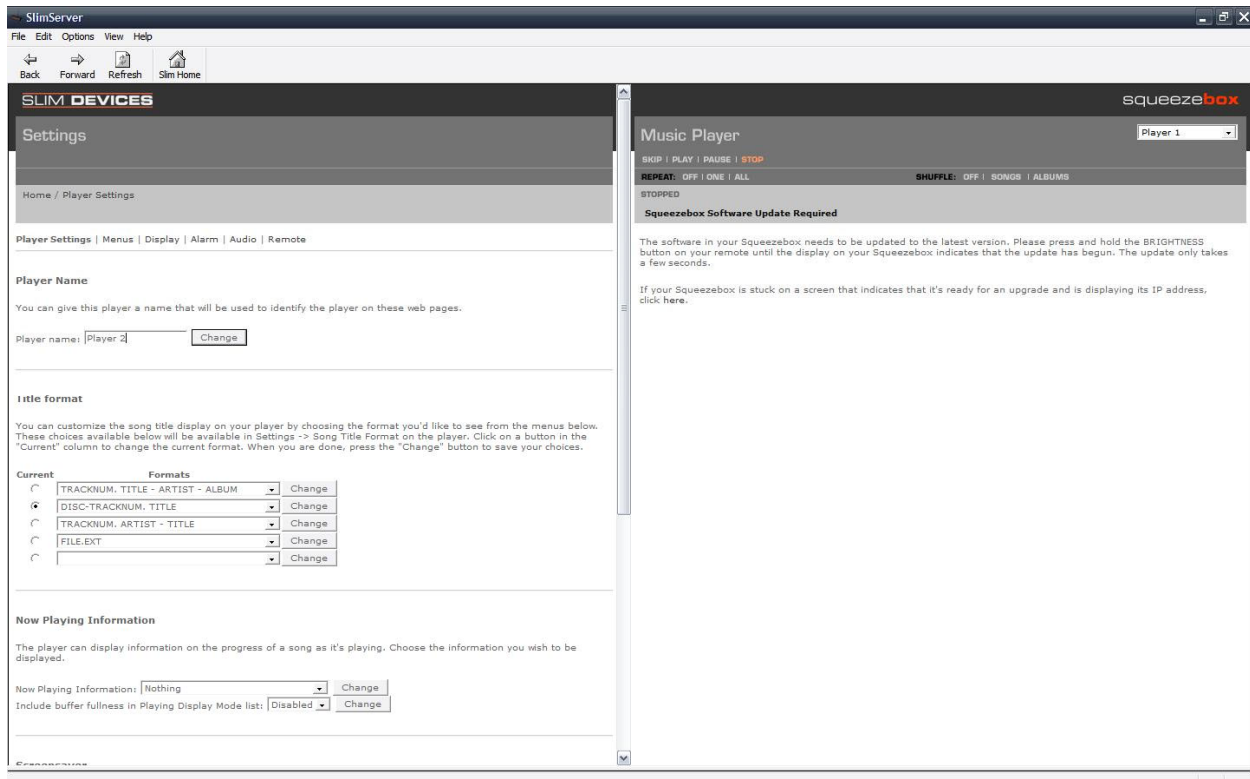 SlimServer
File Edit Options View Help
Back Forward Refresh Slim Home
SLIM DEVICES
Settings
Home / Player Settings
Player Settings | Menus | Display | Alarm | Audio | Remote
Player Name
You can give this player a name that will be used to identify the player on these web pages.
Player name: Player 2 Change
Title format
You can customize the song title display on your player by choosing the format you'd like to see from the menus below.
These choices available below will be available in Settings -> Song Title Format on the player. Click on a button in the
"Current" column to change the current format. When you are done, press the "Change" button to save your choices.
Current Formats
TRACKNUM. TITLE - ARTIST - ALBUM Change
DISC-TRACKNUM. TITLE Change
TRACKNUM. ARTIST - TITLE Change
FILE.EXT Change
Change
Now Playing Information
The player can display information on the progress of a song as it's playing. Choose the information you wish to be
displayed.
Now Playing Information: Nothing Change
Include buffer fullness in Playing Display Mode list: Disabled Change
squeezebox
Music Player Player 1
SKIP | PLAY | PAUSE | STOP
REPEAT: OFF | ONE | ALL SHUFFLE: OFF | SONGS | ALBUMS
STOPPED
Squeezebox Software Update Required
The software in your Squeezebox needs to be updated to the latest version. Please press and hold the BRIGHTNESS
button on your remote until the display on your Squeezebox indicates that the update has begun. The update only takes
a few seconds.
If your Squeezebox is stuck on a screen that indicates that it's ready for an upgrade and is displaying its IP address,
click here.